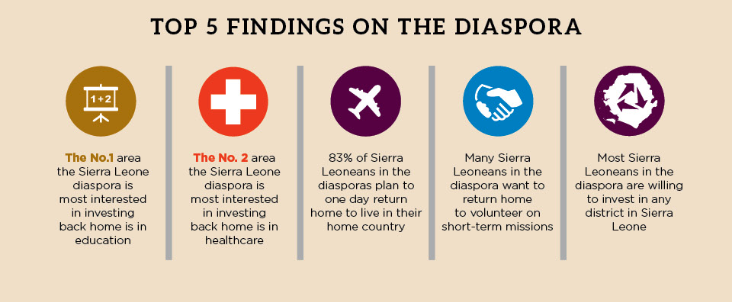 TOP 5 FINDINGS ON THE DIASPORA
1+2
The No.1 area
the Sierra Leone
diaspora is
most interested
in investing
back home is in
education
The No. 2 area
the Sierra Leone
diaspora is
most interested
in investing
back home is in
healthcare
83% of Sierra
Leoneans in the
diasporas plan to
one day return
home to live in their
home country
Many Sierra
Leoneans in the
diaspora want to
return home
to volunteer on
short-term missions
Most Sierra
Leoneans in the
diaspora are willing
to invest in any
district in Sierra
Leone